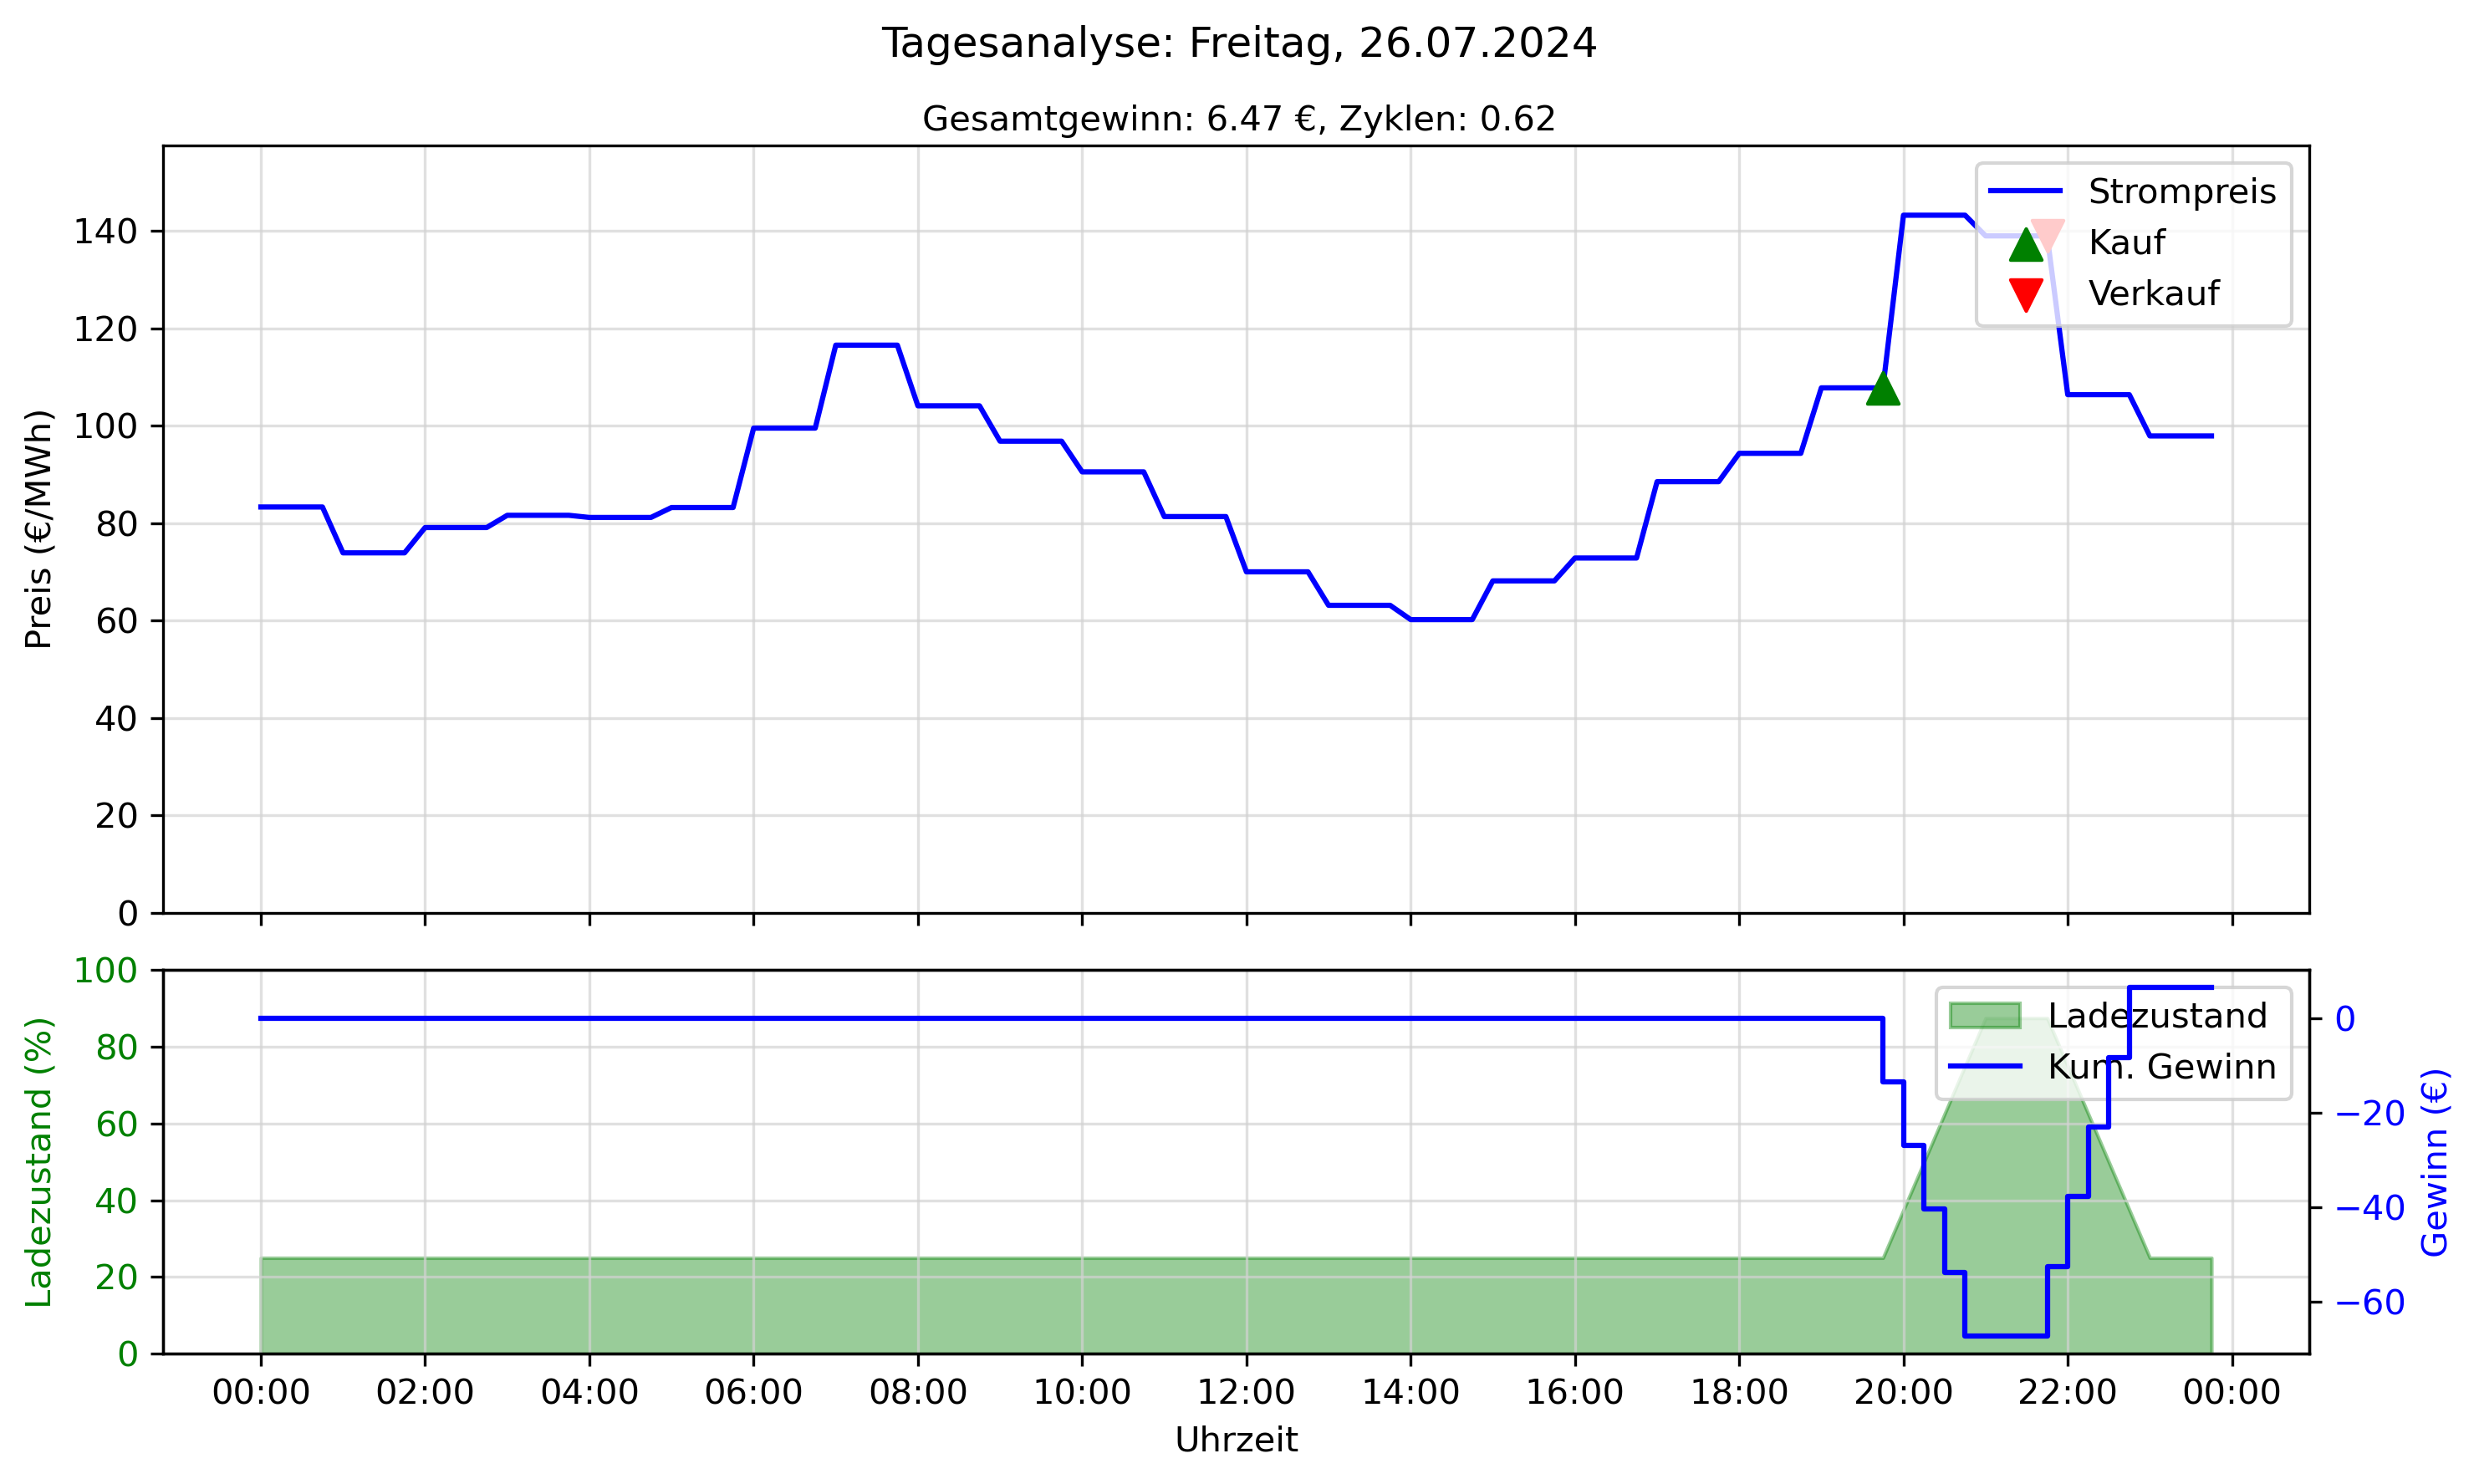 Tagesanalyse: Freitag, 26.07.2024
Gesamtgewinn: 6.47 €, Zyklen: 0.62
Preis (€/MWh)
140
120
100
80
60
40
20
0
Strompreis
Kauf
Verkauf
Ladezustand (%)
100
80
60
40
20
0
Ladezustand
Kum. Gewinn
0
−20
−40
−60
Gewinn (€)
00:00 02:00 04:00 06:00 08:00 10:00 12:00 14:00 16:00 18:00 20:00 22:00 00:00
Uhrzeit